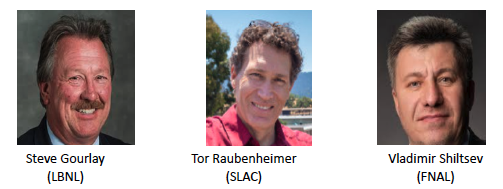 Steve Gourlay
(LBNL)
Tor Raubenheimer
(SLAC)
Vladimir Shiltsev
(FNAL)